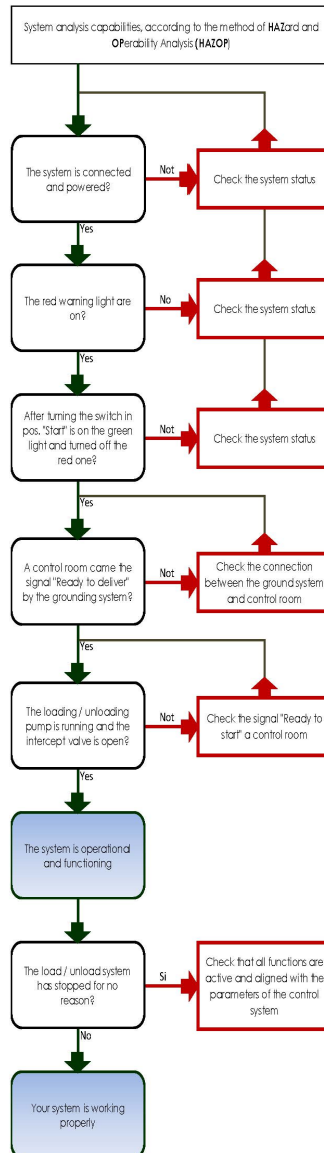 System analysis capabilities, according to the method of HAZard and
OPerability Analysis (HAZOP)
The system is connected
and powered?
Not
Check the system status
Yes
The red warning light are
on?
No
Check the system status
Yes
After turning the switch in
pos. "Start" is on the green
light and turned off the
red one?
Not
Check the system status
Yes
A control room came the
signal "Ready to deliver"
by the grounding system?
Not
Check the connection
between the ground system
and control room
Yes
The loading / unloading
pump is running and the
intercept valve is open?
Not
Check the signal "Ready to
start" a control room
Yes
The system is operational
and functioning
The load / unload system
has stopped for no
reason?
Si
Check that all functions are
active and aligned with the
parameters of the control
system
No
Your system is working
properly